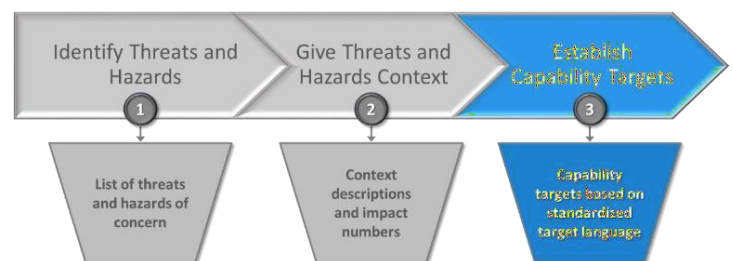 Identify Threats and
Hazards
Give Threats and
Hazards Context
Establish
Capability Targets
1
2
3
List of threats
and hazards of
concern
Context
descriptions
and impact
numbers
Capability
targets based on
standardized
target language